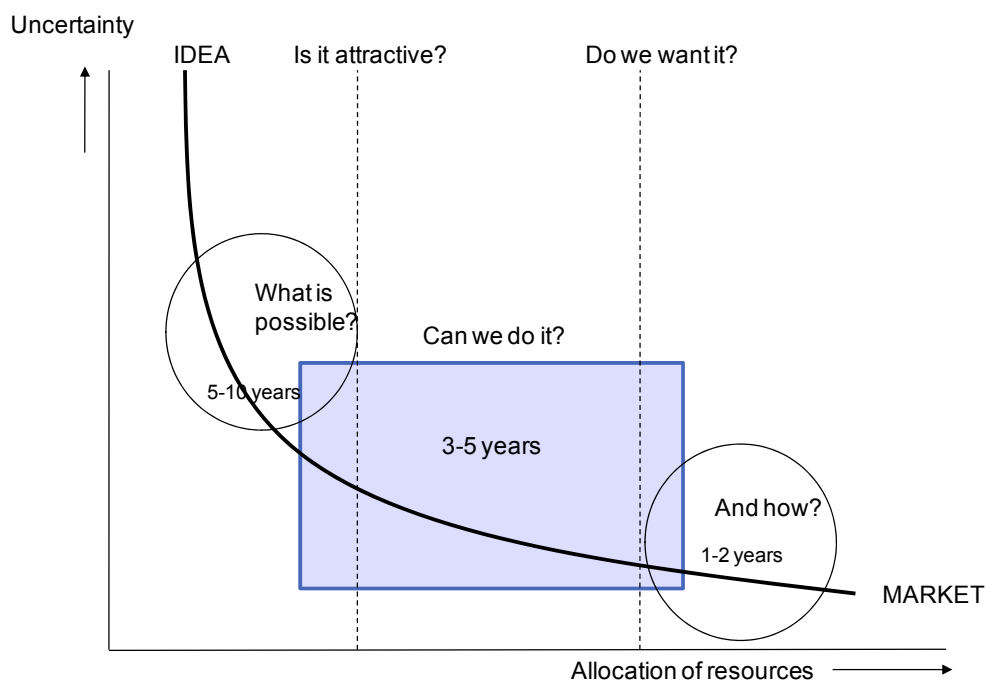 Uncertainty
IDEA
Is it attractive?
Do we want it?
What is
possible?
5-10 years
Can we do it?
3-5 years
And how?
1-2 years
MARKET
Allocation of resources